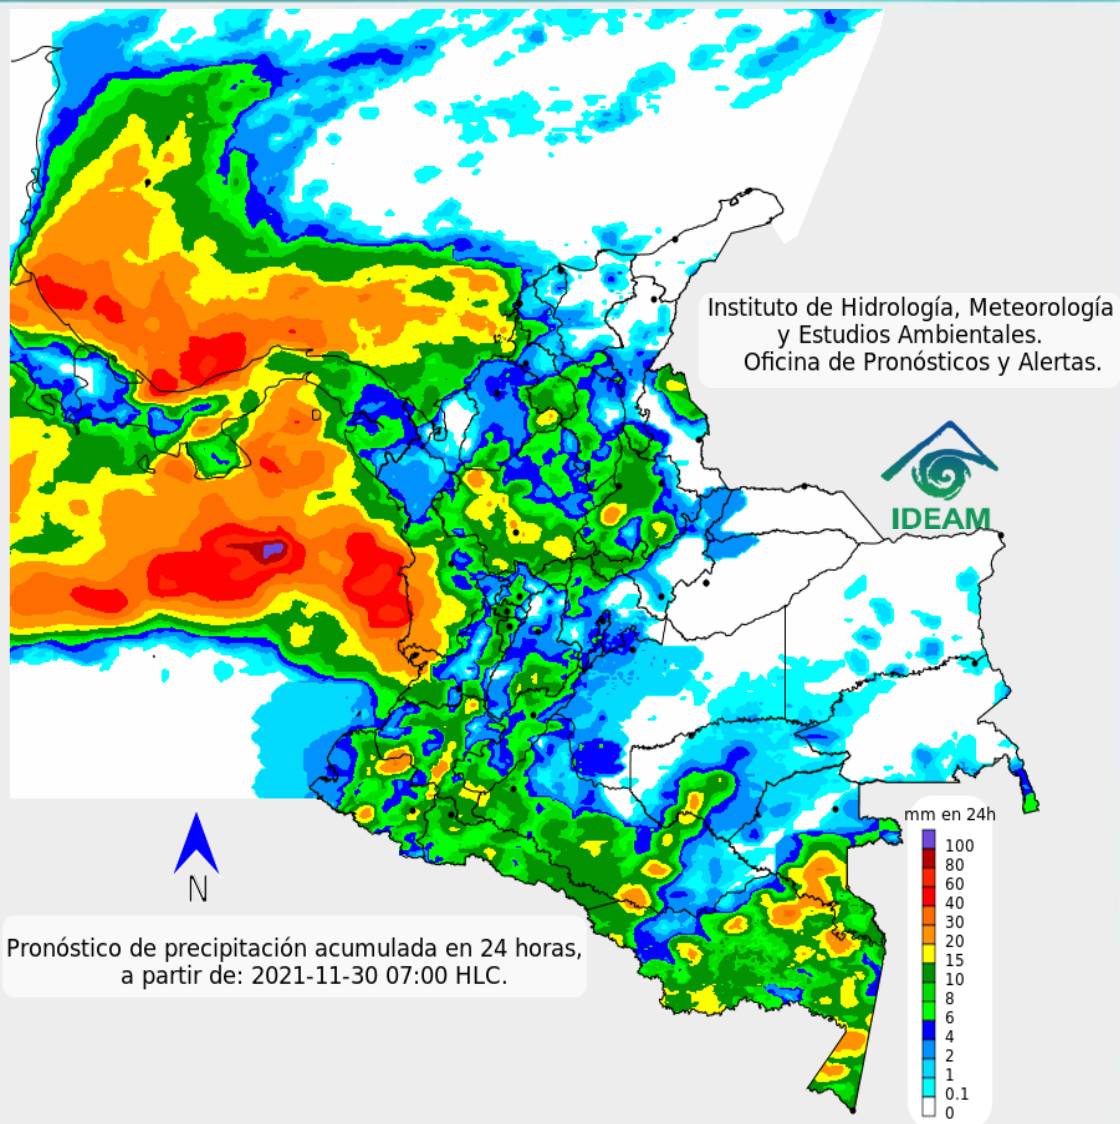 Instituto de Hidrología, Meteorología
y Estudios Ambientales.
Oficina de Pronósticos y Alertas.
IDEAM
mm en 24h
100
80
60
40
30
20
15
10
8
6
4
2
1
0.1
0
N
Pronóstico de precipitación acumulada en 24 horas,
a partir de: 2021-11-30 07:00 HLC.